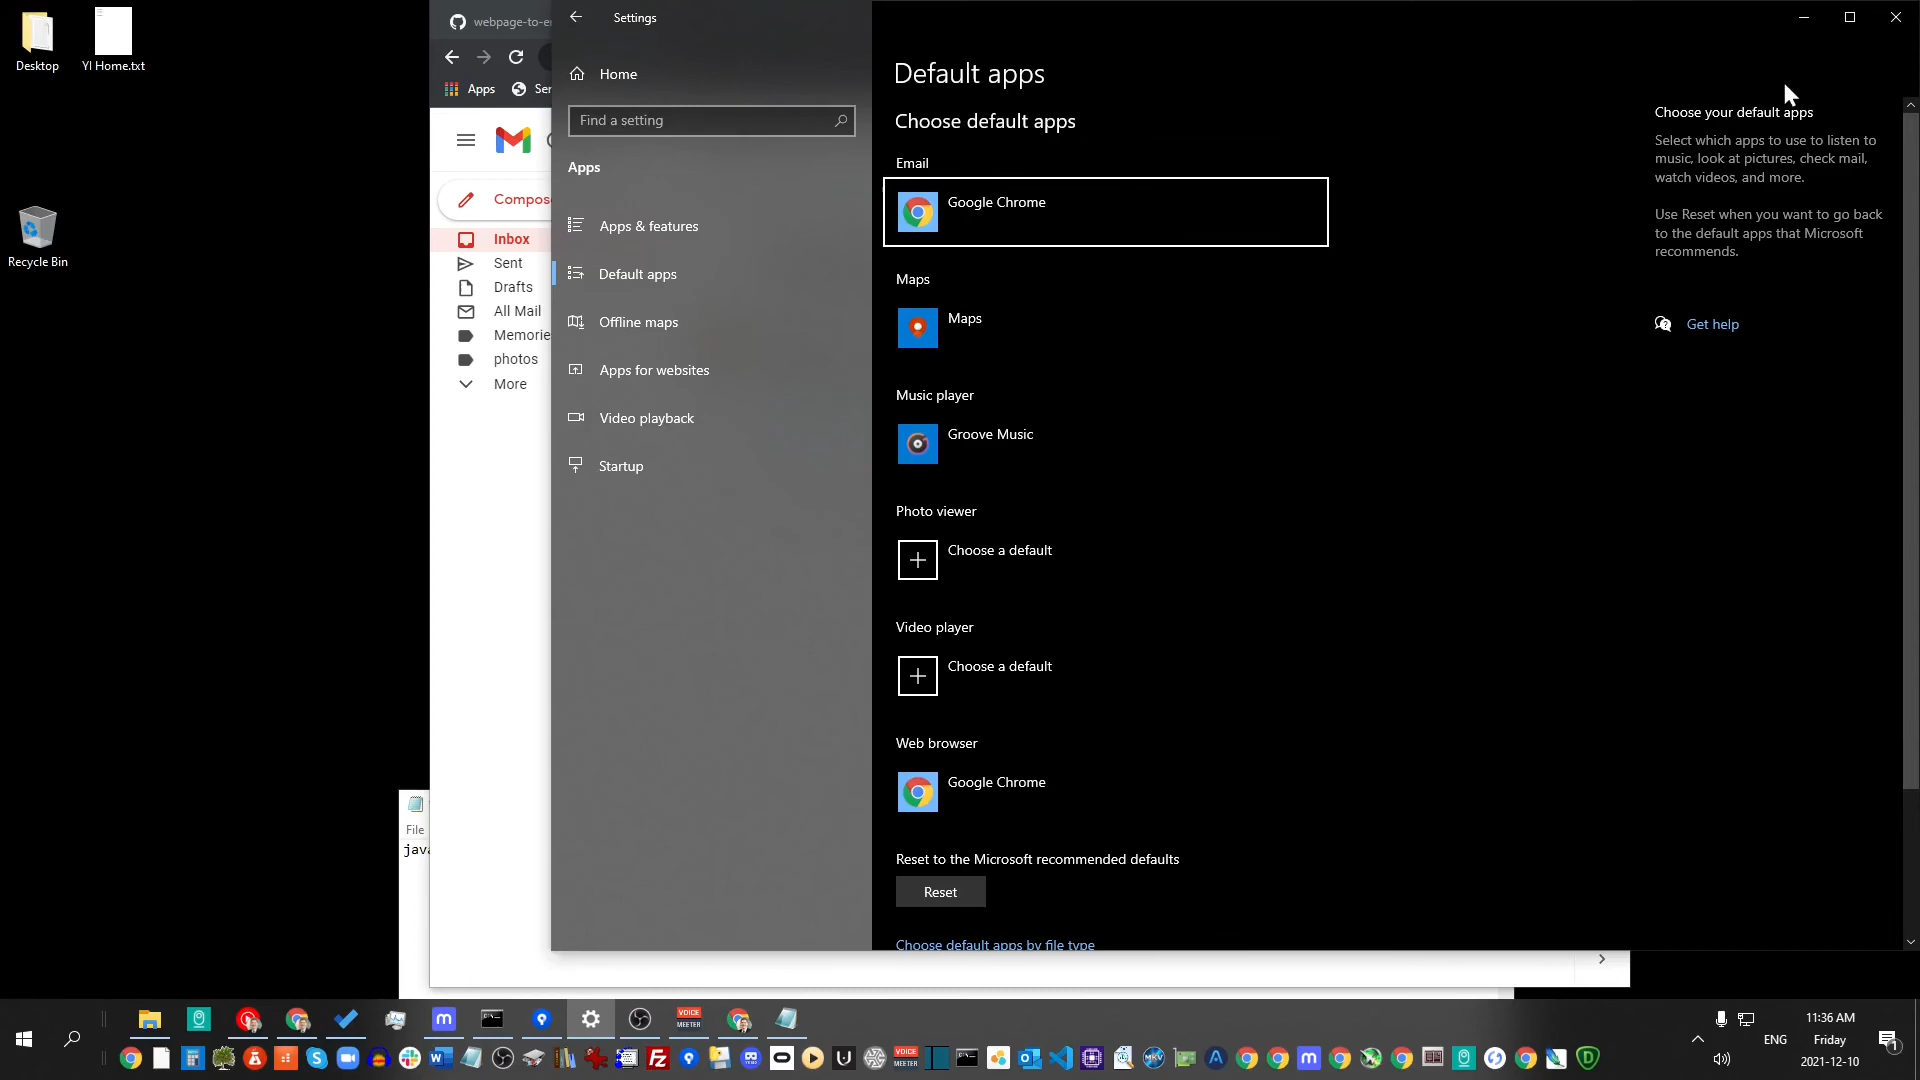 Desktop
YI Home.txt
Recycle Bin
webpage-to-e
Apps
Ser
Compos
Inbox
Sent
Drafts
All Mail
Memorie
photos
More
File
java
Settings
Home
Find a setting
Apps
Apps & features
Default apps
Offline maps
Apps for websites
Video playback
Startup
Default apps
Choose default apps
Email
Google Chrome
Maps
Maps
Music player
Groove Music
Photo viewer
Choose a default
Video player
Choose a default
Web browser
Google Chrome
Reset to the Microsoft recommended defaults
Reset
Choose default apps by file type
Choose your default apps
Select which apps to use to listen to
music, look at pictures, check mail,
watch videos, and more.
Use Reset when you want to go back
to the default apps that Microsoft
recommends.
Get help
VOICE
MEETER
VOICE
MEETER
ENG
11:36 AM
Friday
2021-12-10
1